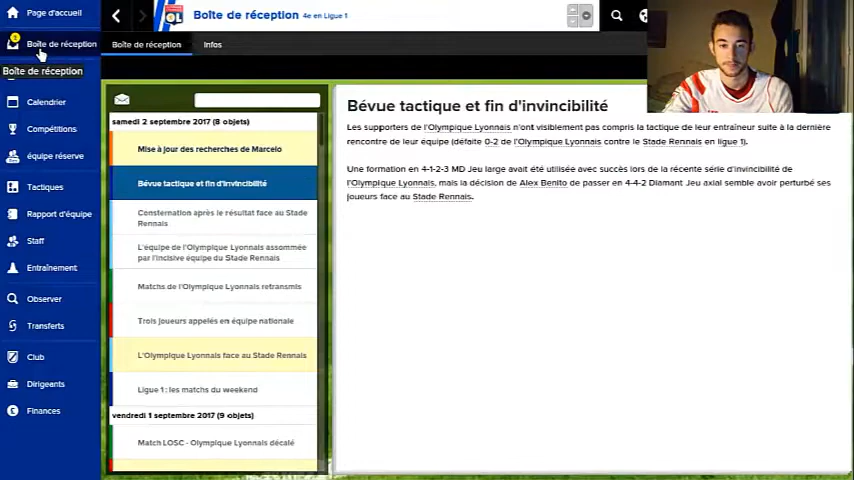 Page d'accueil
Boîte de réception
Boîte de réception
Calendrier
Compétitions
équipe réserve
Tactiques
Rapport d'équipe
Staff
Entraînement
Observer
Transferts
Club
Dirigeants
Finances
Boîte de réception 4e en Ligue 1
Boîte de réception Infos
samedi 2 septembre 2017 (8 objets)
Mise à jour des recherches de Marcelo
Bévue tactique et fin d'invincibilité
Consternation après le résultat face au Stade
Rennais
L'équipe de l'Olympique Lyonnais assommée
par l'incisive équipe du Stade Rennais
Matchs de l'Olympique Lyonnais retransmis
Trois joueurs appelés en équipe nationale
L'Olympique Lyonnais face au Stade Rennais
Ligue 1 : les matchs du weekend
vendredi 1 septembre 2017 (9 objets)
Match LOSC - Olympique Lyonnais décalé
Bévue tactique et fin d'invincibilité
Les supporters de l'Olympique Lyonnais n'ont visiblement pas compris la tactique de leur entraîneur suite à la dernière
rencontre de leur équipe (défaite 0-2 de l'Olympique Lyonnais contre le Stade Rennais en ligue 1).
Une formation en 4-1-2-3 MD Jeu large avait été utilisée avec succès lors de la récente série d'invincibilité de
l'Olympique Lyonnais, mais la décision de Alex Benito de passer en 4-4-2 Diamant Jeu axial semble avoir perturbé ses
joueurs face au Stade Rennais.